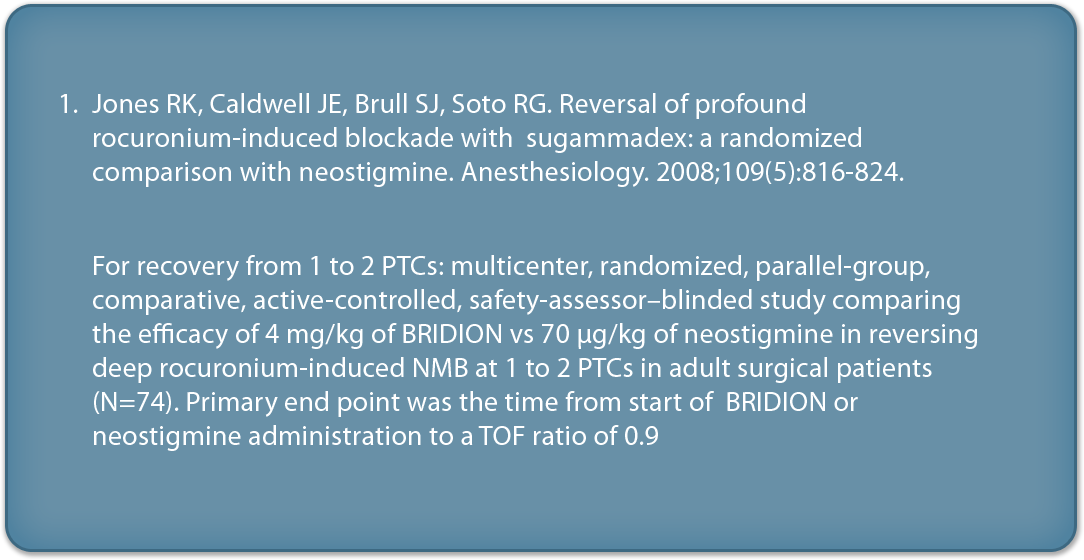 1. Jones RK, Caldwell JE, Brull SJ, Soto RG. Reversal of profound
rocuronium-induced blockade with  sugammadex: a randomized
comparison with neostigmine. Anesthesiology. 2008;109(5):816-824.
For recovery from 1 to 2 PTCs: multicenter, randomized, parallel-group,
comparative, active-controlled, safety-assessor–blinded study comparing
the efficacy of 4 mg/kg of BRIDION vs 70 µg/kg of neostigmine in reversing
deep rocuronium-induced NMB at 1 to 2 PTCs in adult surgical patients
(N=74). Primary end point was the time from start of  BRIDION or
neostigmine administration to a TOF ratio of 0.9